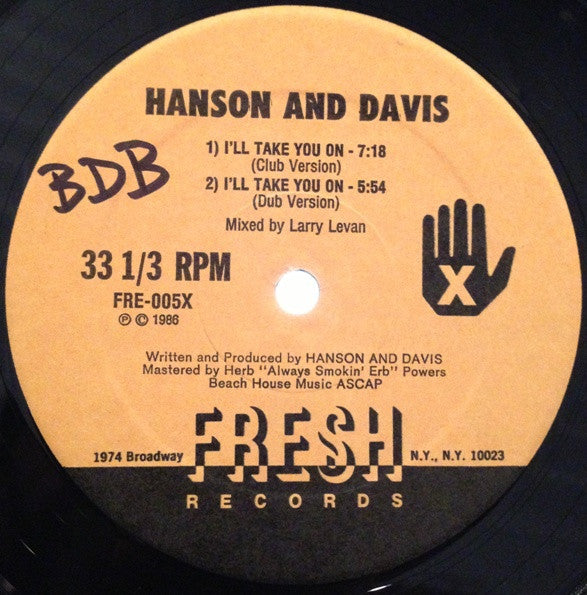 HANSON AND DAVIS
1) I'LL TAKE YOU ON - 7:18
(Club Version)
2) I'LL TAKE YOU ON - 5:54
(Dub Version)
Mixed by Larry Levan
BDB
33 1/3 RPM
FRE-005X
℗ © 1986
X
Written and Produced by HANSON AND DAVIS
Mastered by Herb "Always Smokin' Erb" Powers
Beach House Music ASCAP
1974 Broadway FRESH N.Y., N.Y. 10023
RECORDS